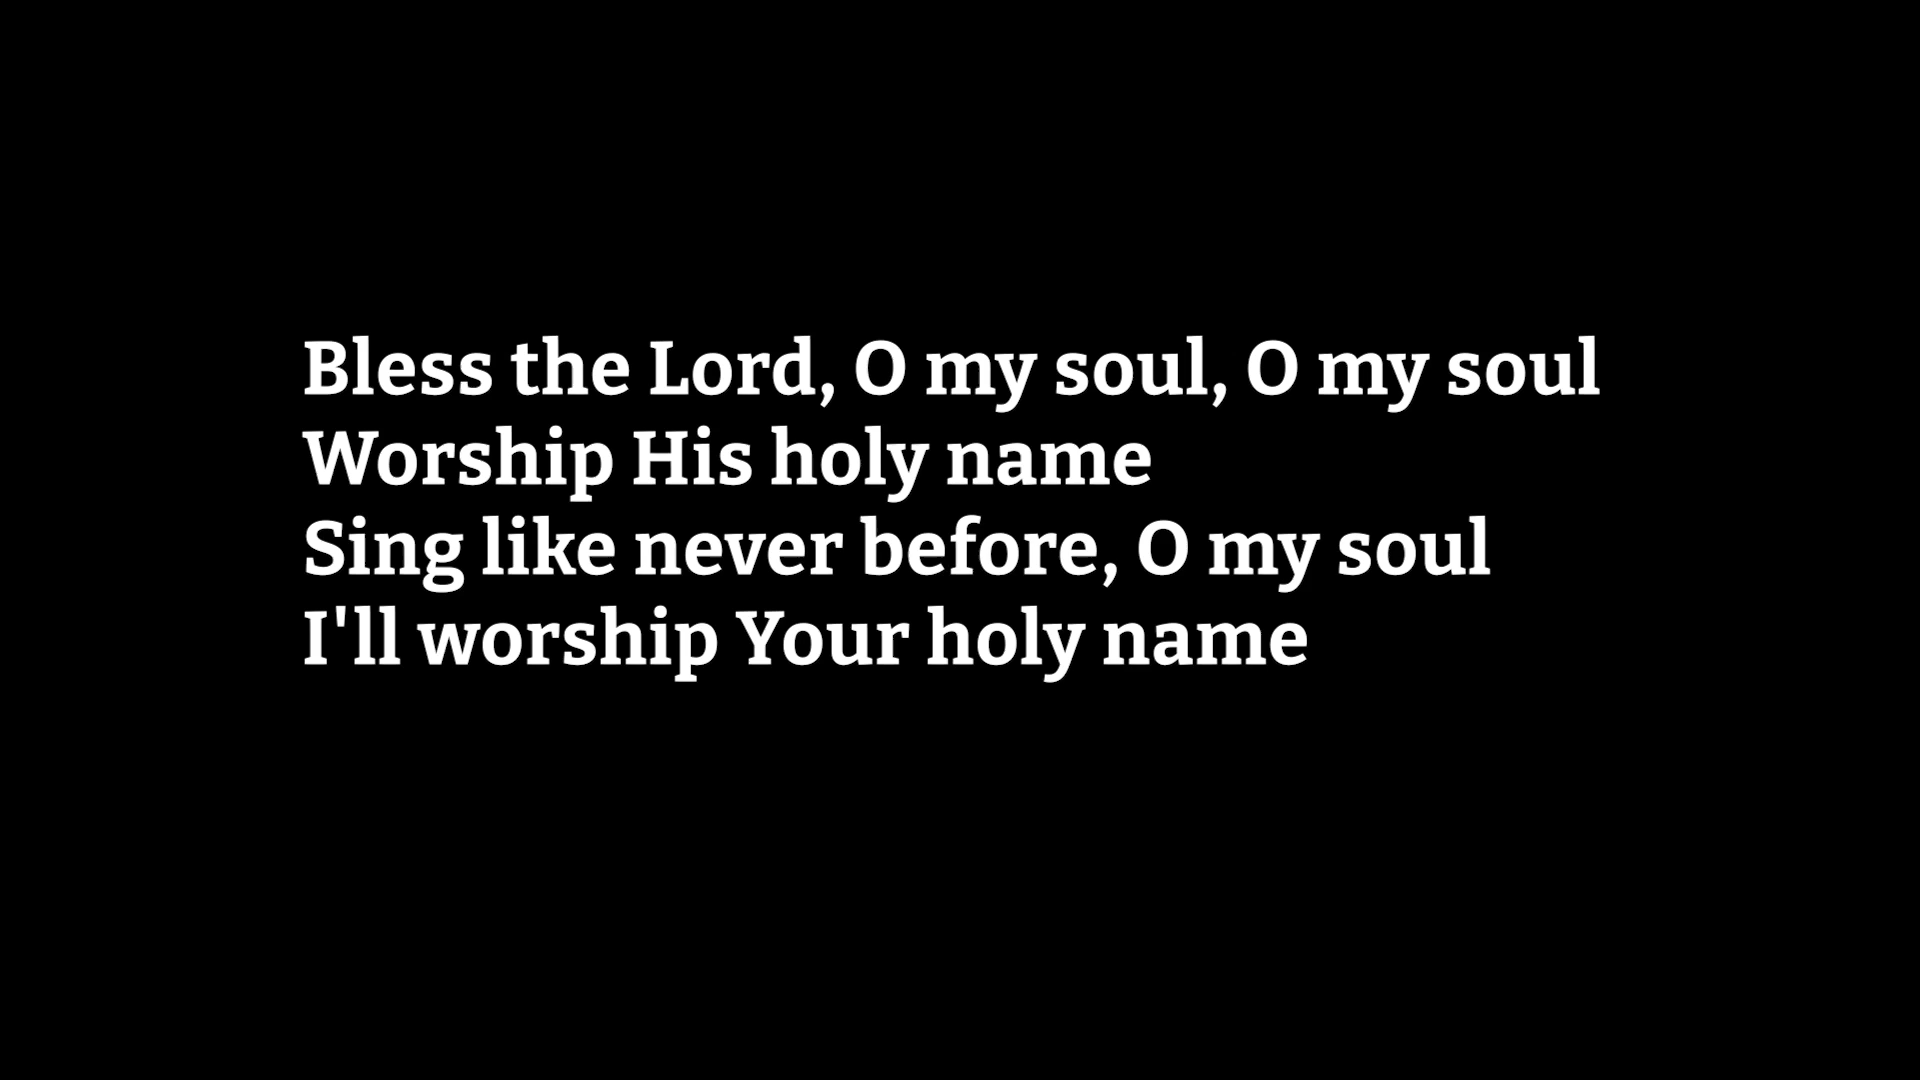 Bless the Lord, O my soul, O my soul
Worship His holy name
Sing like never before, O my soul
I'll worship Your holy name